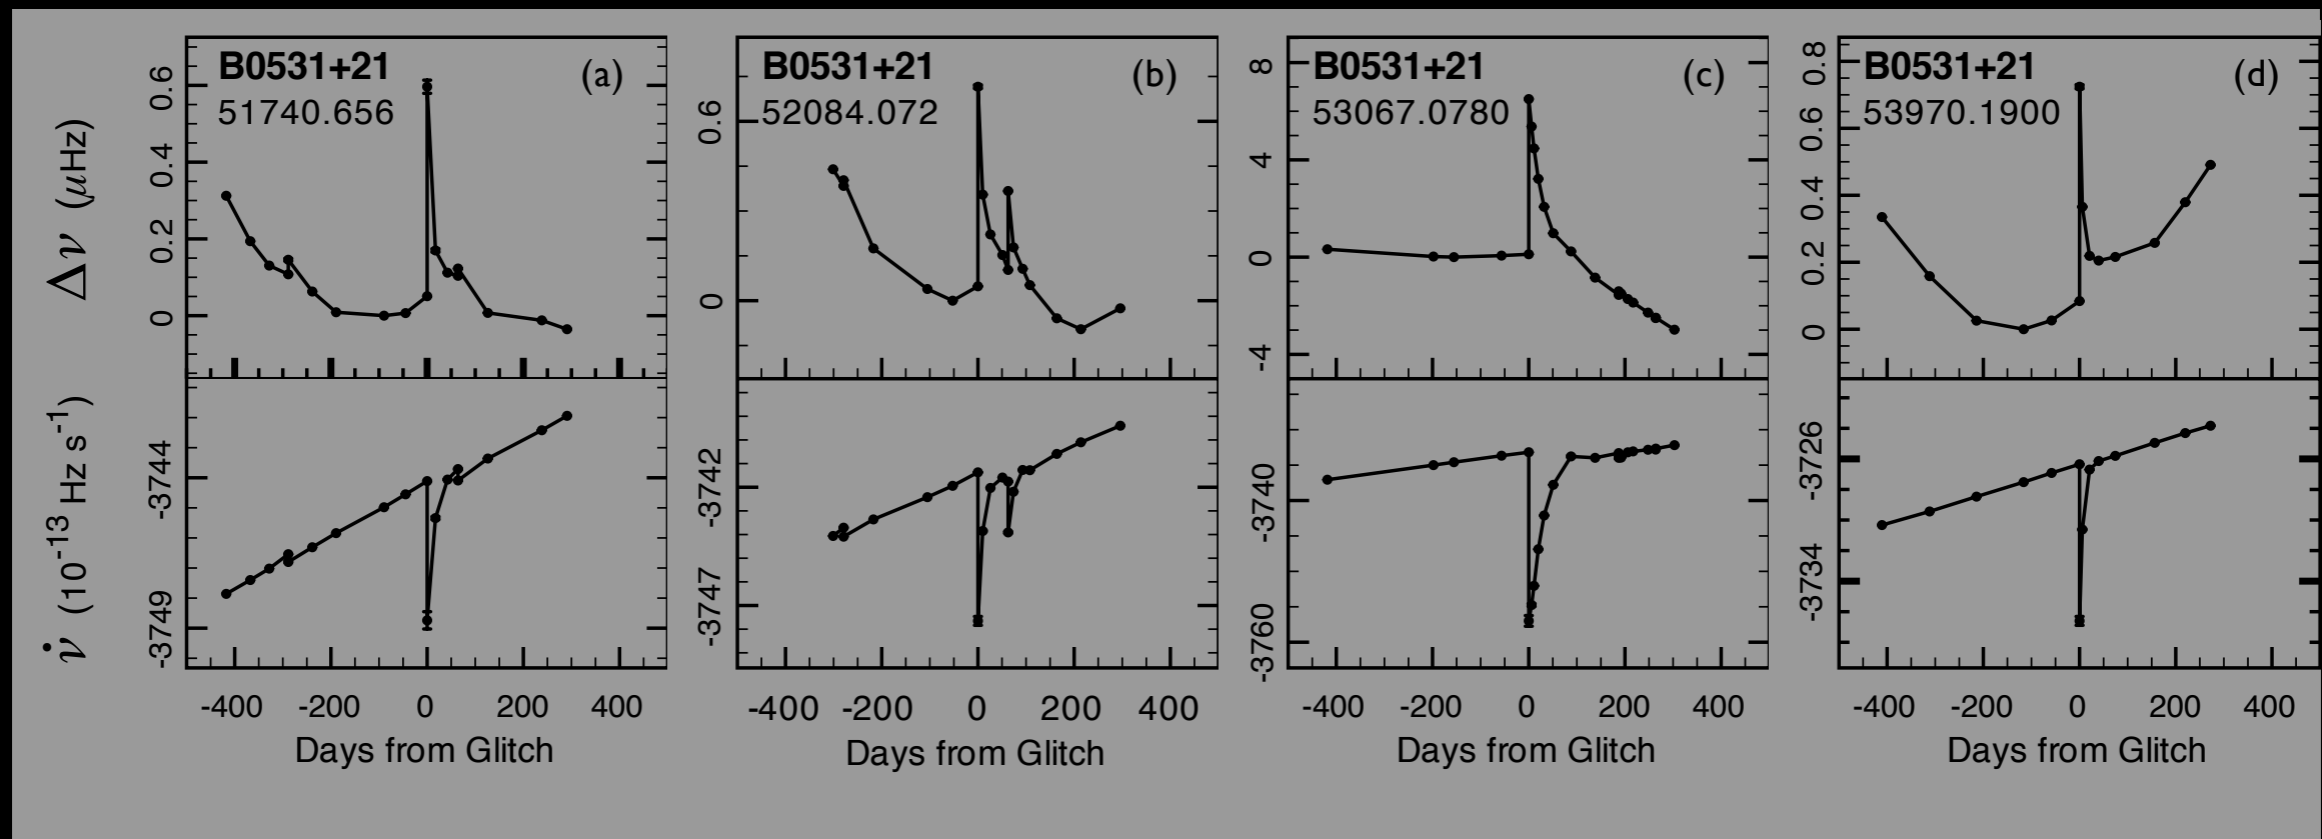 B0531+21 (a)
51740.656
B0531+21 (b)
52084.072
B0531+21 (c)
53067.0780
B0531+21 (d)
53970.1900
Δν (μHz)
0.6
0.4
0.2
0
0.6
0
8
4
0
-4
0.8
0.6
0.4
0.2
0
ν̇ (10⁻¹³ Hz s⁻¹)
-3744
-3749
-3742
-3747
-3740
-3760
-3726
-3734
-400 -200 0 200 400
-400 -200 0 200 400
-400 -200 0 200 400
-400 -200 0 200 400
Days from Glitch
Days from Glitch
Days from Glitch
Days from Glitch